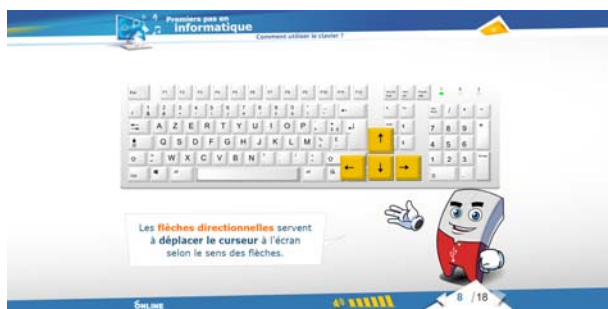 Premiers pas en
informatique
Comment utiliser le clavier ?
A Z E R T Y U I O P
Q S D F G H J K L M
W X C V B N
7 8 9
4 5 6
1 2 3
Les flèches directionnelles servent
à déplacer le curseur à l'écran
selon le sens des flèches.
ONLINE
8 /18